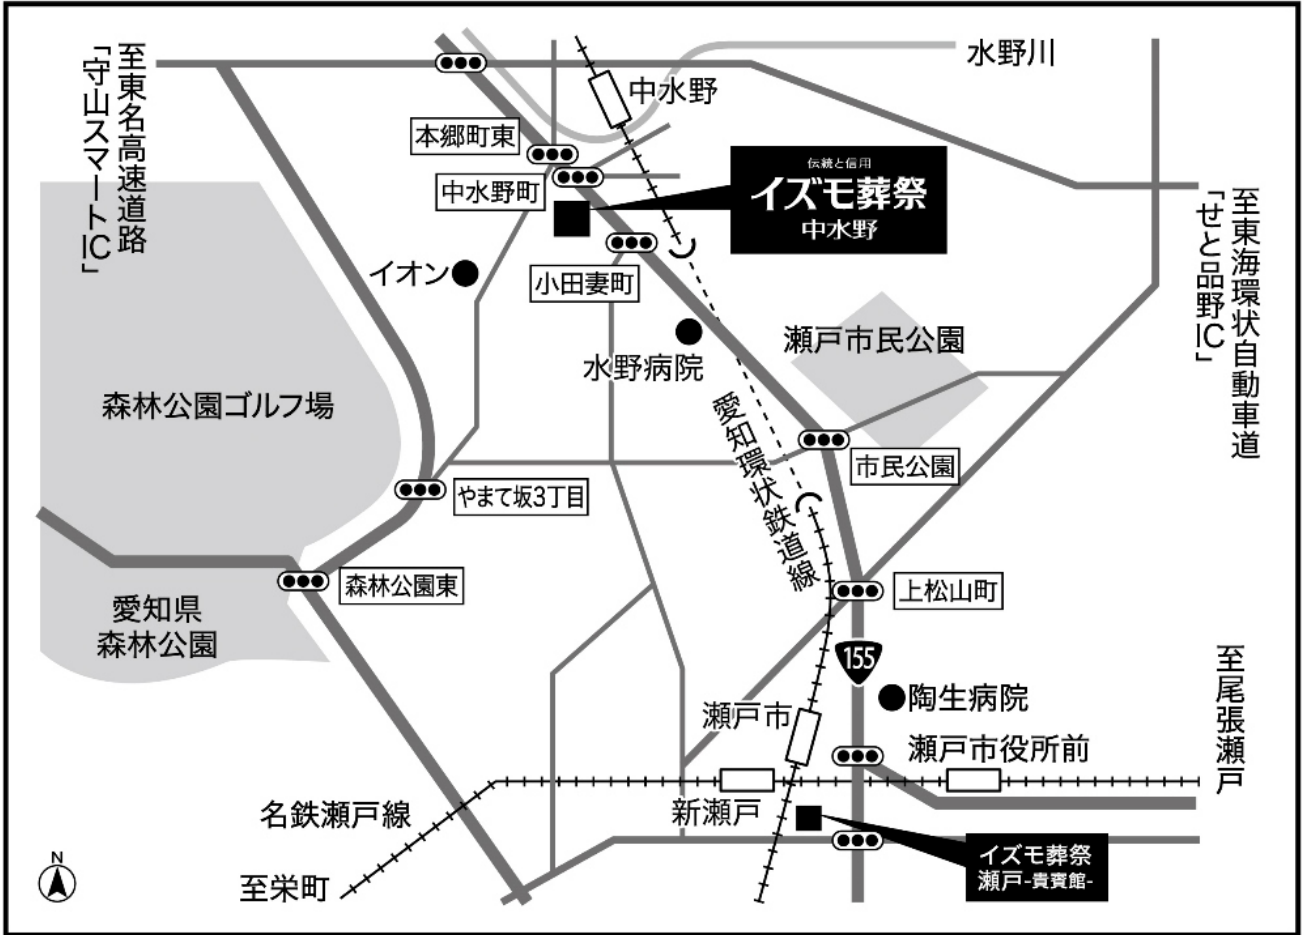 至東名高速道路
「守山スマートIC」
水野川
中水野
本郷町東
中水野町
伝統と信用
イズモ葬祭
中水野
至東海環状自動車道
「せと品野IC」
イオン
小田妻町
水野病院
瀬戸市民公園
森林公園ゴルフ場
愛知環状鉄道線
市民公園
やまて坂3丁目
森林公園東
上松山町
愛知県
森林公園
155
陶生病院
瀬戸市
瀬戸市役所前
至尾張瀬戸
名鉄瀬戸線
新瀬戸
イズモ葬祭
瀬戸-貴賓館-
至栄町
N